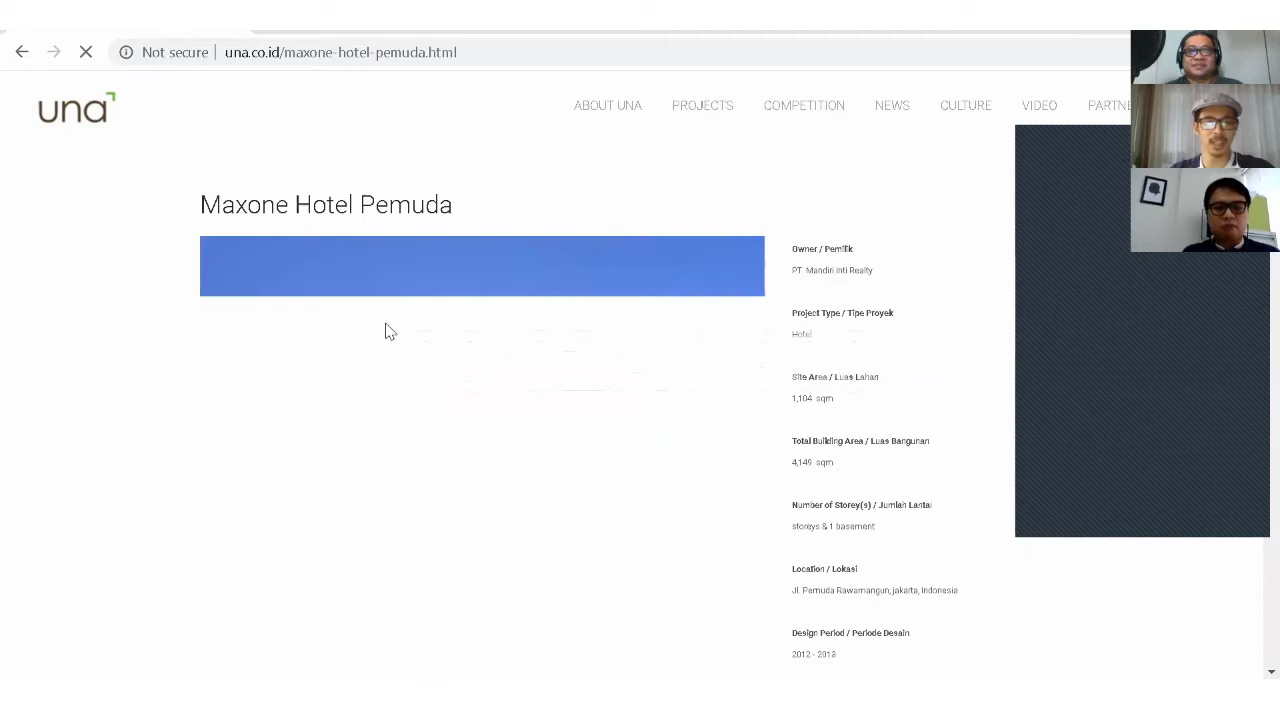 Not secure
una.co.id/maxone-hotel-pemuda.html
una
ABOUT UNA
PROJECTS
COMPETITION
NEWS
CULTURE
VIDEO
PARTNE
Maxone Hotel Pemuda
Owner / Pemilik
PT. Mandiri Inti Realty
Project Type / Tipe Proyek
Hotel
Site Area / Luas Lahan
1,104 sqm
Total Building Area / Luas Bangunan
4,149 sqm
Number of Storey(s) / Jumlah Lantai
storeys & 1 basement
Location / Lokasi
Jl. Pemuda Rawamangun, jakarta, Indonesia
Design Period / Periode Desain
2012 - 2013